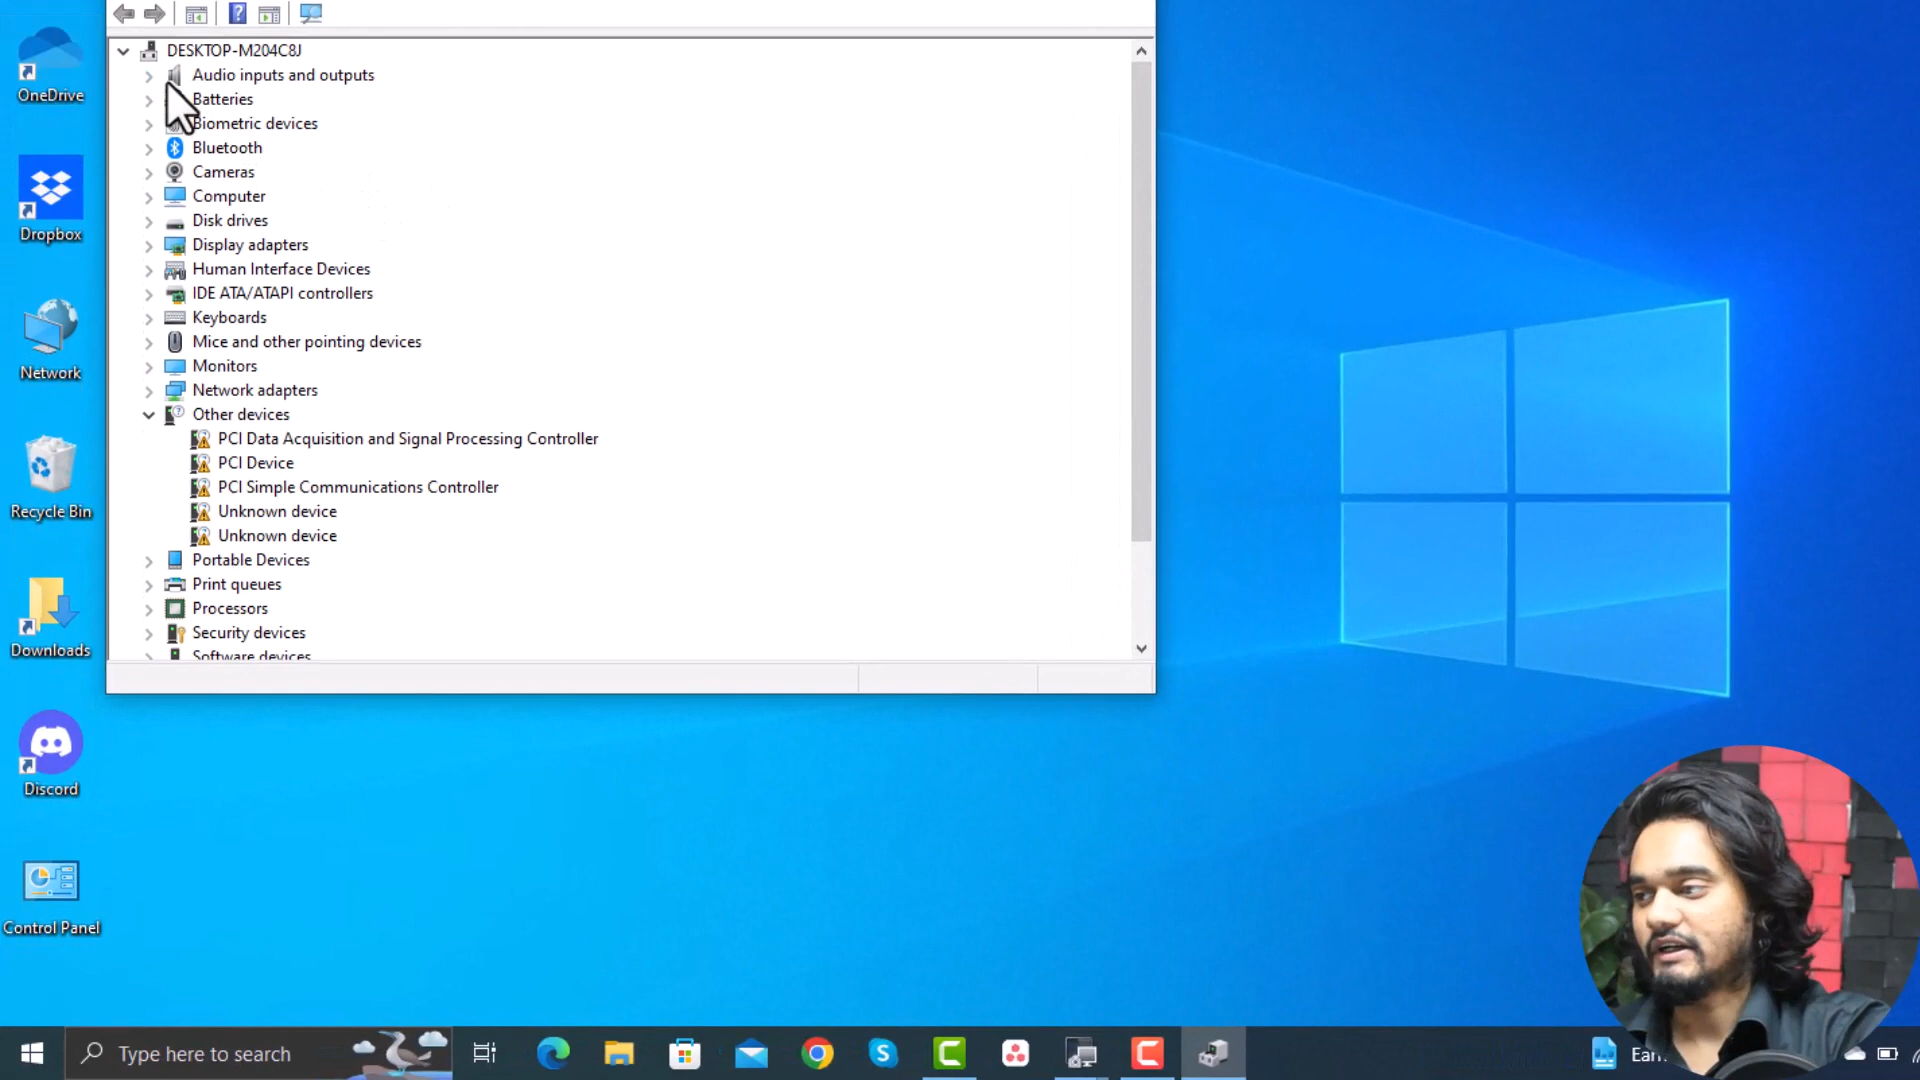 DESKTOP-M204C8J
Audio inputs and outputs
Batteries
Biometric devices
Bluetooth
Cameras
Computer
Disk drives
Display adapters
Human Interface Devices
IDE ATA/ATAPI controllers
Keyboards
Mice and other pointing devices
Monitors
Network adapters
Other devices
PCI Data Acquisition and Signal Processing Controller
PCI Device
PCI Simple Communications Controller
Unknown device
Unknown device
Portable Devices
Print queues
Processors
Security devices
Software devices
OneDrive
Dropbox
Network
Recycle Bin
Downloads
Discord
Control Panel
Type here to search